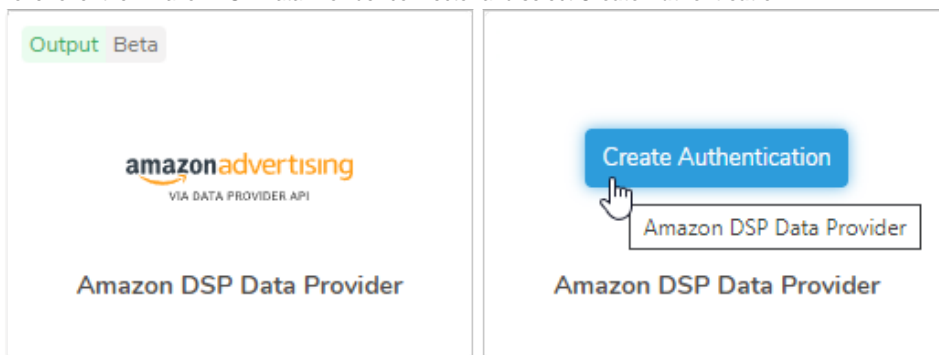 Output Beta
amazonadvertising
VIA DATA PROVIDER API
Amazon DSP Data Provider
Create Authentication
Amazon DSP Data Provider
Amazon DSP Data Provider